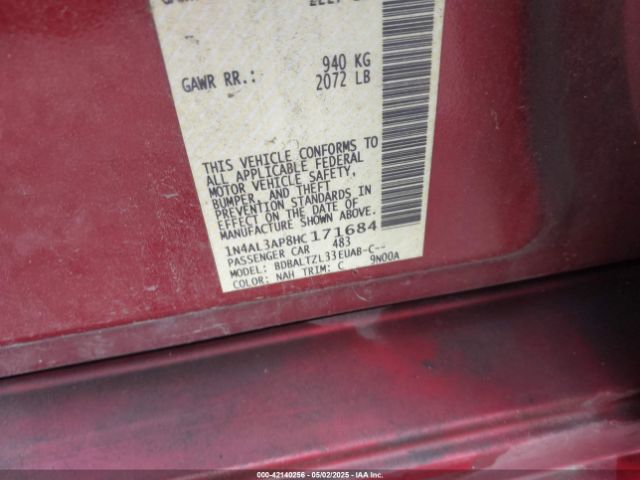 940 KG
GAWR RR.: 2072 LB
THIS VEHICLE CONFORMS TO
ALL APPLICABLE FEDERAL
MOTOR VEHICLE SAFETY,
BUMPER, AND THEFT
PREVENTION STANDARDS IN
EFFECT ON THE DATE OF
MANUFACTURE SHOWN ABOVE.
1N4AL3AP8HC171684
PASSENGER CAR 483
MODEL: BDBALTZL33EUAB-C--
COLOR: NAH TRIM: C 9N00A
000-42140256 - 05/02/2025 - IAAI.COM